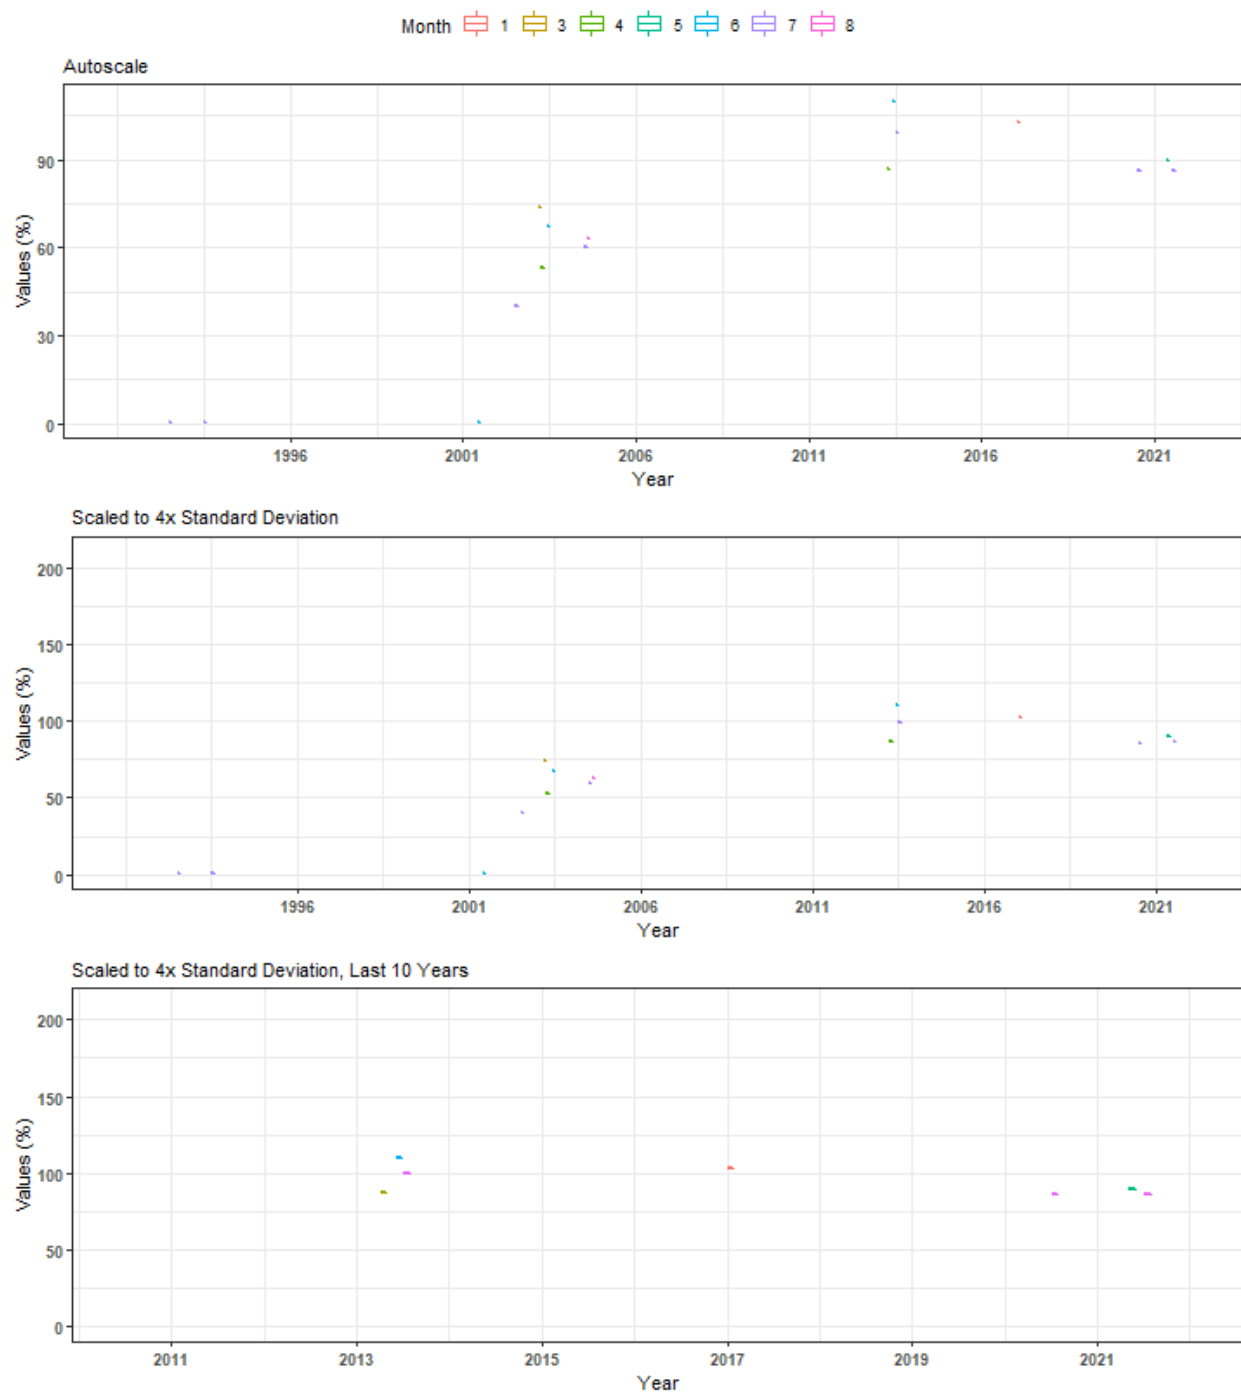 Month 1 3 4 5 6 7 8
Autoscale
Values (%)
90
60
30
0
1996 2001 2006 2011 2016 2021
Year
Scaled to 4x Standard Deviation
Values (%)
200
150
100
50
0
1996 2001 2006 2011 2016 2021
Year
Scaled to 4x Standard Deviation, Last 10 Years
Values (%)
200
150
100
50
0
2011 2013 2015 2017 2019 2021
Year